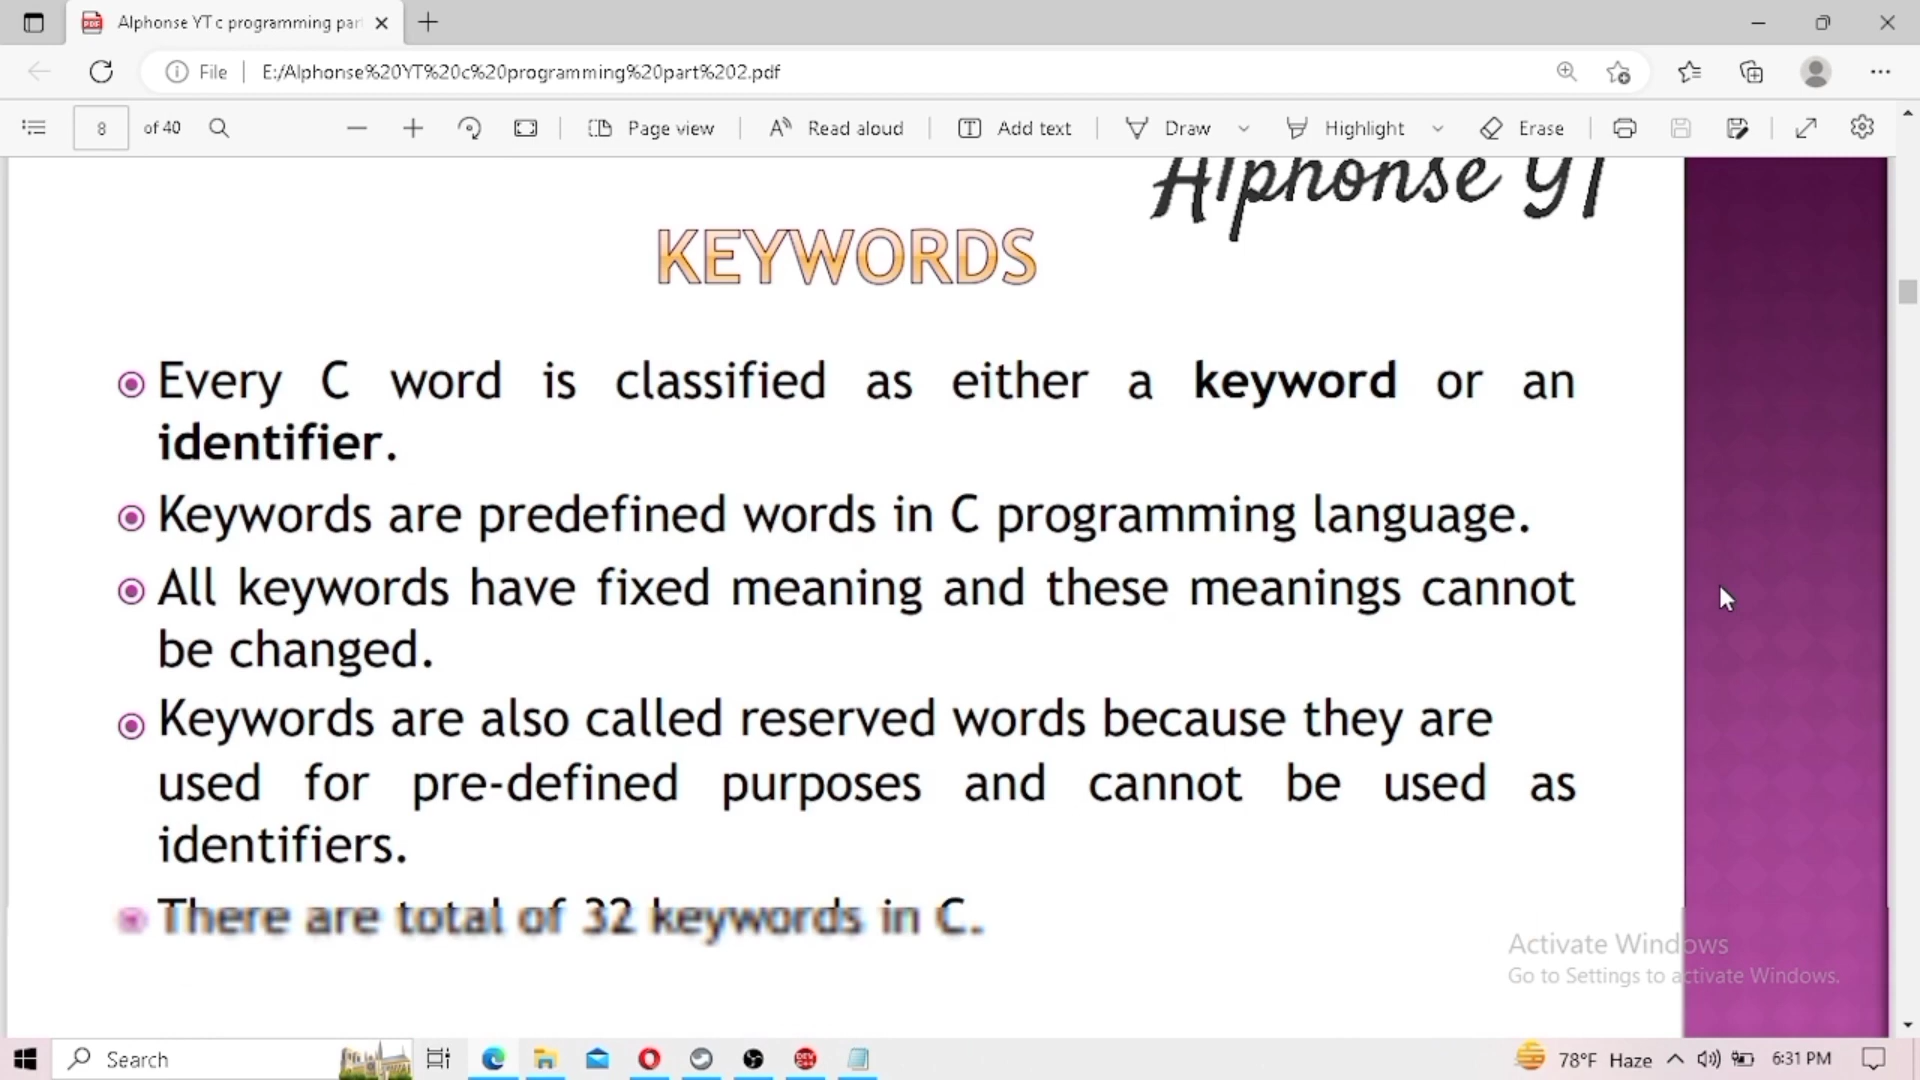 Alphonse YT c programming par
File
E:/Alphonse%20YT%20c%20programming%20part%202.pdf
8 of 40
Page view
Read aloud
Add text
Draw
Highlight
Erase
Alphonse YT
KEYWORDS
Every C word is classified as either a keyword or an
identifier.
Keywords are predefined words in C programming language.
All keywords have fixed meaning and these meanings cannot
be changed.
Keywords are also called reserved words because they are
used for pre-defined purposes and cannot be used as
identifiers.
There are total of 32 keywords in C.
Activate Windows
Go to Settings to activate Windows.
Search
78°F Haze
6:31 PM